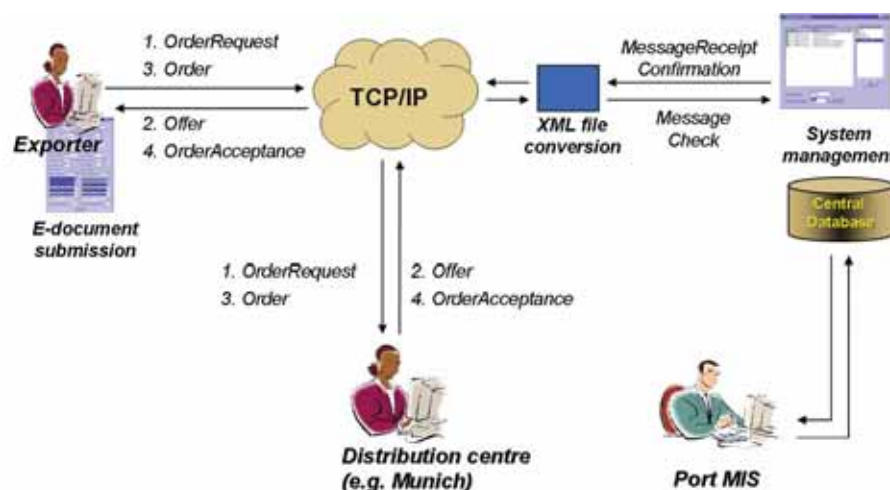 1. OrderRequest
3. Order
Exporter
2. Offer
4. OrderAcceptance
E-document
submission
TCP/IP
XML file
conversion
MessageReceipt
Confirmation
Message
Check
System
management
Central
Database
1. OrderRequest
3. Order
2. Offer
4. OrderAcceptance
Distribution centre
(e.g. Munich)
Port MIS